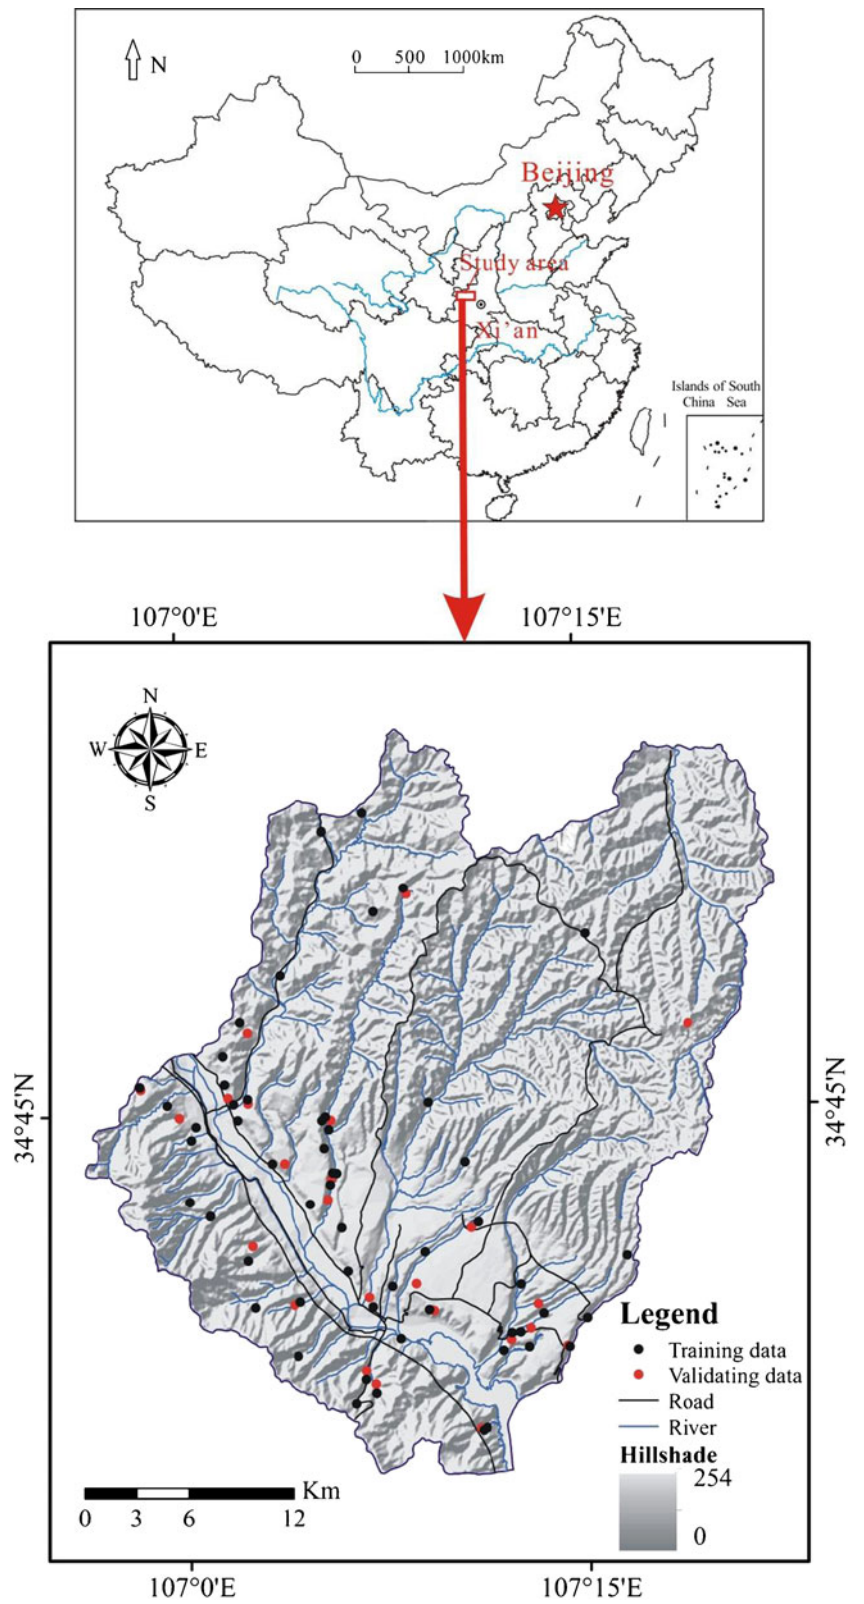 N
0 500 1000km
Beijing
Study area
Xi'an
Islands of South
China Sea
107°0'E 107°15'E
N
W E
S
34°45'N 34°45'N
Legend
Training data
Validating data
Road
River
Hillshade
254
0
Km
0 3 6 12
107°0'E 107°15'E